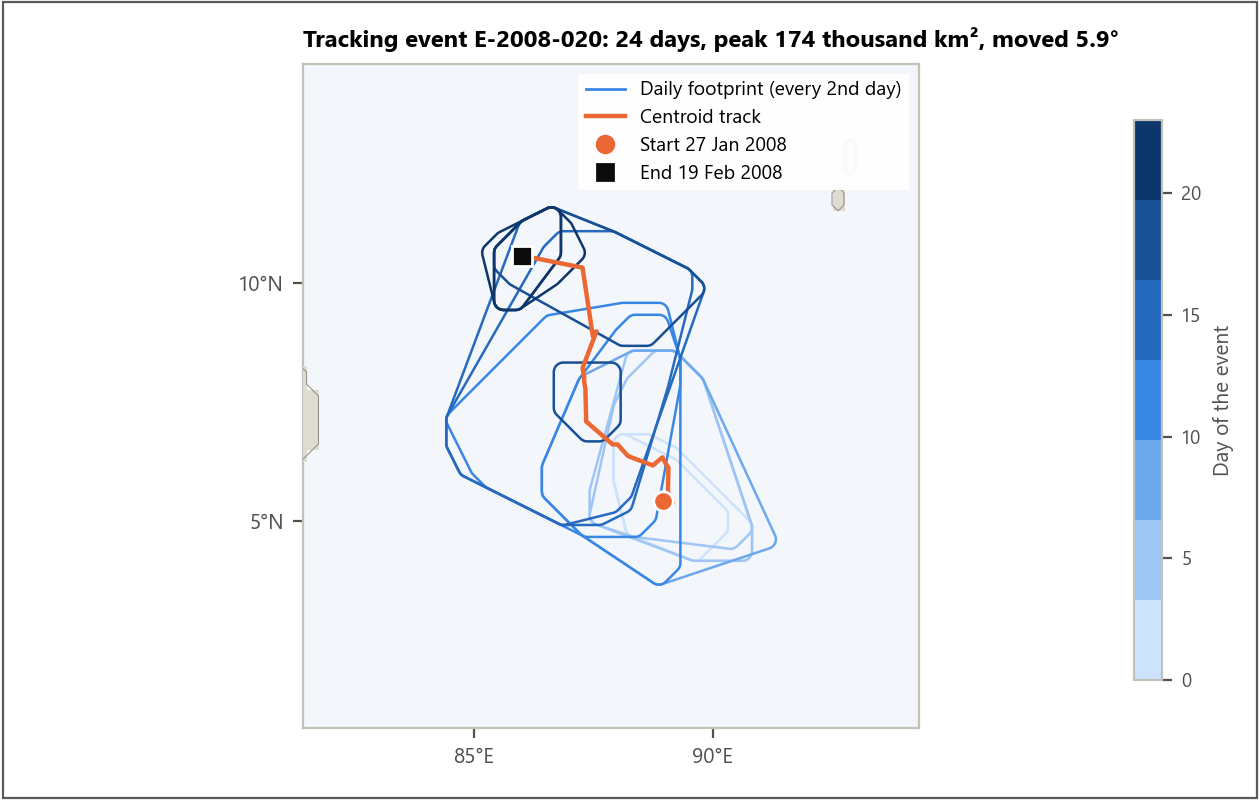 Tracking event E-2008-020: 24 days, peak 174 thousand km², moved 5.9°
Daily footprint (every 2nd day)
Centroid track
Start 27 Jan 2008
End 19 Feb 2008
10°N
5°N
85°E
90°E
20
15
10
5
0
Day of the event